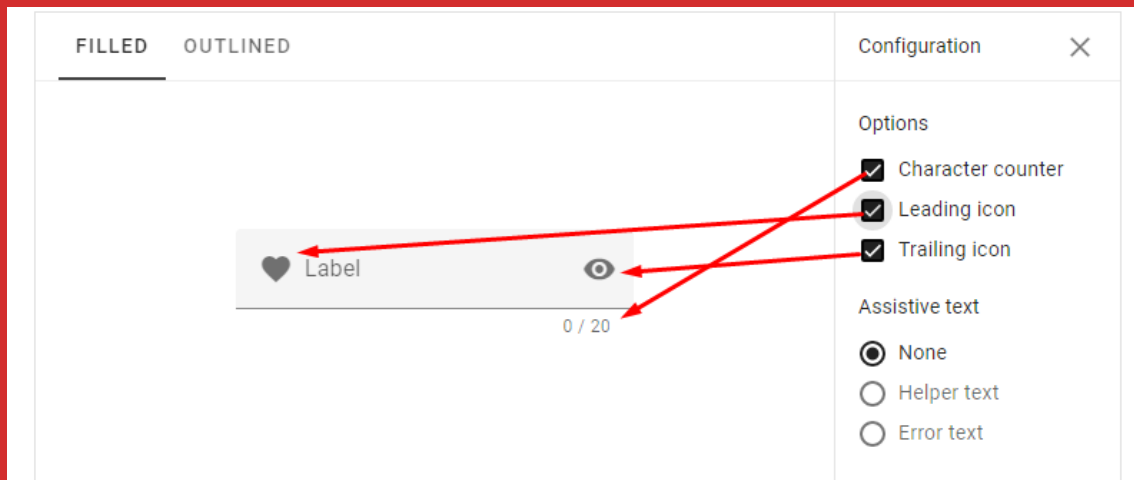 FILLED OUTLINED
Configuration
Options
Character counter
Leading icon
Trailing icon
Label
0 / 20
Assistive text
None
Helper text
Error text